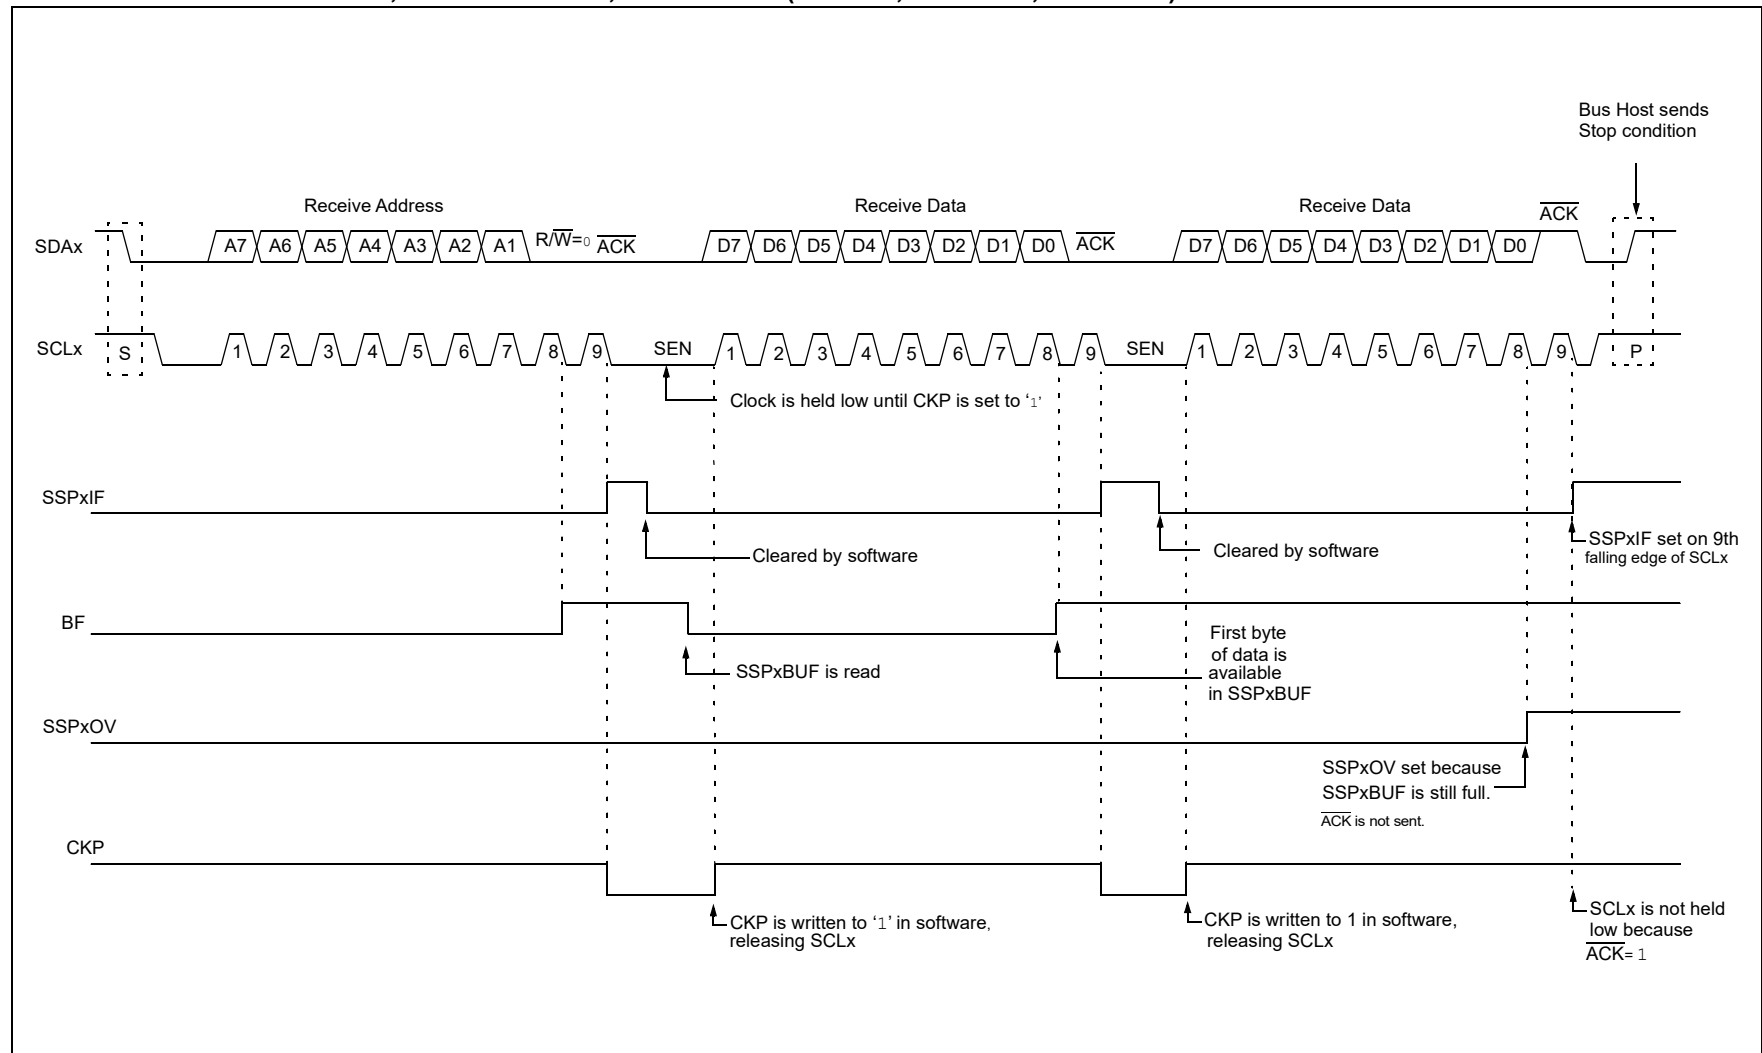 Bus Host sends
Stop condition
Receive Address
Receive Data
Receive Data
ACK
SDAx
A7 A6 A5 A4 A3 A2 A1 R/W=0 ACK
D7 D6 D5 D4 D3 D2 D1 D0 ACK
D7 D6 D5 D4 D3 D2 D1 D0
SCLx
S 1 2 3 4 5 6 7 8 9 SEN 1 2 3 4 5 6 7 8 9 SEN 1 2 3 4 5 6 7 8 9 P
Clock is held low until CKP is set to ‘1’
SSPxIF
Cleared by software
Cleared by software
SSPxIF set on 9th
falling edge of SCLx
BF
SSPxBUF is read
First byte
of data is
available
in SSPxBUF
SSPxOV
SSPxOV set because
SSPxBUF is still full.
ACK is not sent.
CKP
CKP is written to ‘1’ in software,
releasing SCLx
CKP is written to 1 in software,
releasing SCLx
SCLx is not held
low because
ACK= 1